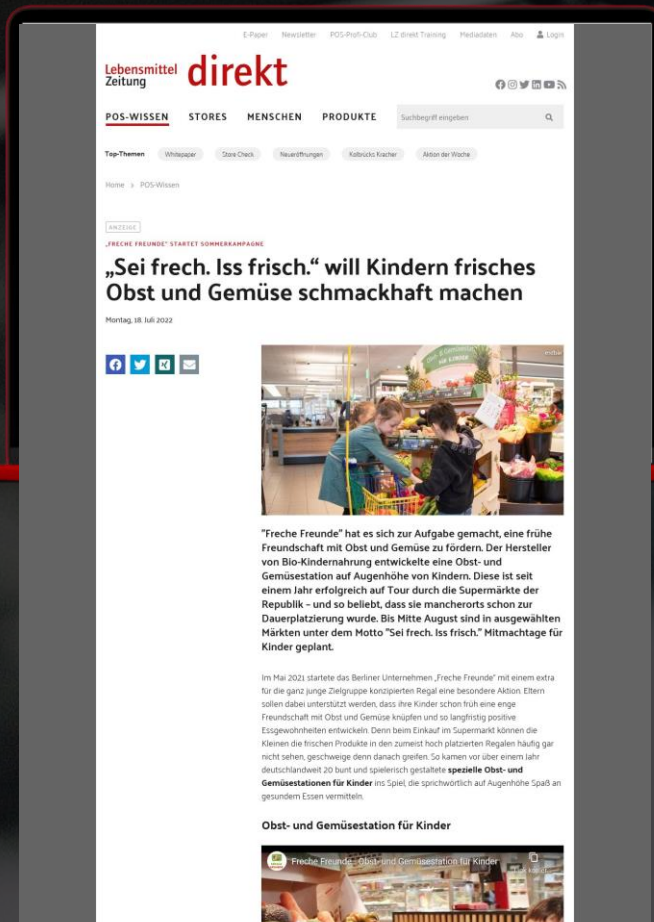 E-Paper Newsletter POS-Profi-Club LZ direkt Training Mediadaten Abo Login
Lebensmittel
Zeitung
direkt
POS-WISSEN STORES MENSCHEN PRODUKTE Suchbegriff eingeben
Top-Themen Whitepaper Store Check Neueröffnungen Kolbrücks Kracher Aktion der Woche
Home > POS-Wissen
ANZEIGE
„FRECHE FREUNDE“ STARTET SOMMERKAMPAGNE
„Sei frech. Iss frisch.“ will Kindern frisches
Obst und Gemüse schmackhaft machen
Montag, 18. Juli 2022
"Freche Freunde" hat es sich zur Aufgabe gemacht, eine frühe
Freundschaft mit Obst und Gemüse zu fördern. Der Hersteller
von Bio-Kindernahrung entwickelte eine Obst- und
Gemüsestation auf Augenhöhe von Kindern. Diese ist seit
einem Jahr erfolgreich auf Tour durch die Supermärkte der
Republik – und so beliebt, dass sie mancherorts schon zur
Dauerplatzierung wurde. Bis Mitte August sind in ausgewählten
Märkten unter dem Motto "Sei frech. Iss frisch." Mitmachtage für
Kinder geplant.
Im Mai 2021 startete das Berliner Unternehmen „Freche Freunde“ mit einem extra
für die ganz junge Zielgruppe konzipierten Regal eine besondere Aktion. Eltern
sollen dabei unterstützt werden, dass ihre Kinder schon früh eine enge
Freundschaft mit Obst und Gemüse knüpfen und so langfristig positive
Essgewohnheiten entwickeln. Denn beim Einkauf im Supermarkt können die
Kleinen die frischen Produkte in den zumeist hoch platzierten Regalen häufig gar
nicht sehen, geschweige denn danach greifen. So kamen vor über einem Jahr
deutschlandweit 20 bunt und spielerisch gestaltete spezielle Obst- und
Gemüsestationen für Kinder ins Spiel, die sprichwörtlich auf Augenhöhe Spaß an
gesundem Essen vermitteln.
Obst- und Gemüsestation für Kinder
Freche Freunde - Obst- und Gemüsestation für Kinder